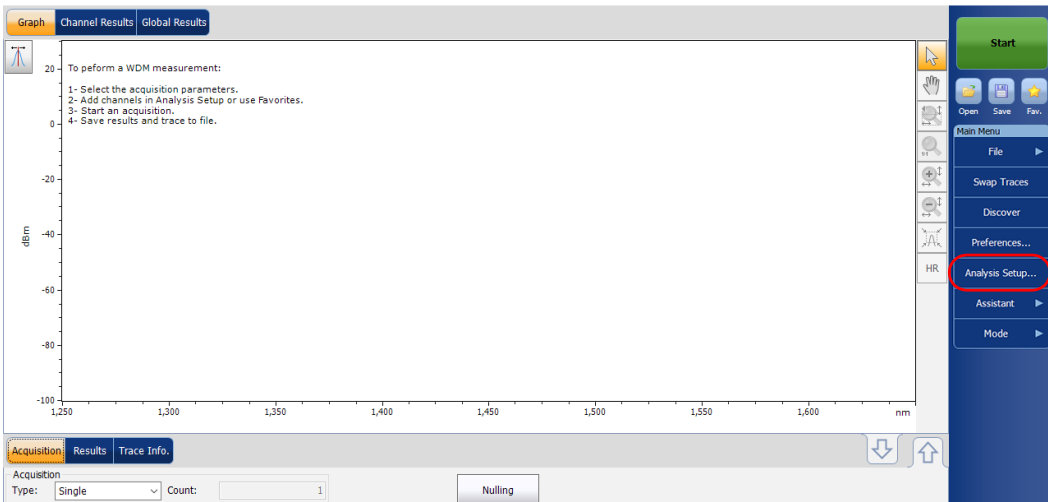 Graph Channel Results Global Results
Start
To peform a WDM measurement:
1- Select the acquisition parameters.
2- Add channels in Analysis Setup or use Favorites.
3- Start an acquisition.
4- Save results and trace to file.
Open Save Fav.
Main Menu
File
Swap Traces
Discover
Preferences...
Analysis Setup...
Assistant
Mode
HR
1:1
dBm
20
0
-20
-40
-60
-80
-100
1,250 1,300 1,350 1,400 1,450 1,500 1,550 1,600 nm
Acquisition Results Trace Info.
Acquisition
Type: Single Count: 1 Nulling